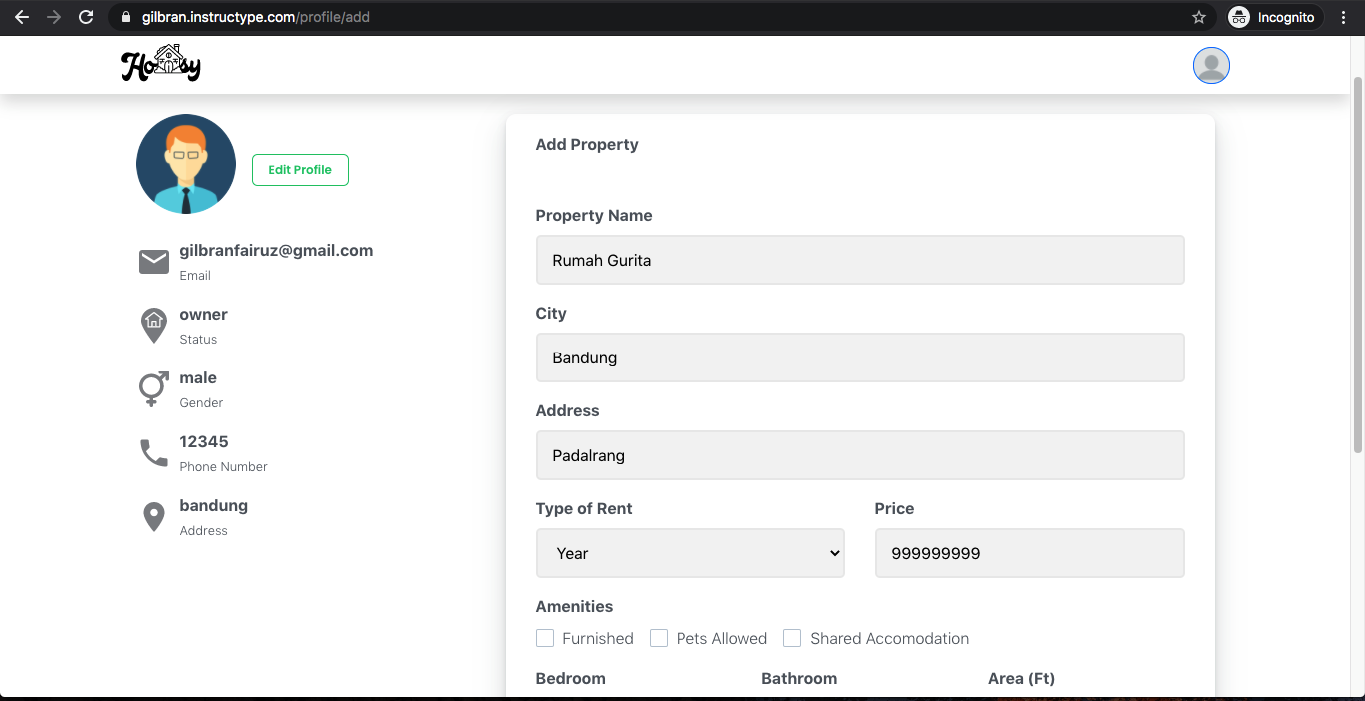 gilbran.instructype.com/profile/add
Incognito
Housy
Edit Profile
gilbranfairuz@gmail.com
Email
owner
Status
male
Gender
12345
Phone Number
bandung
Address
Add Property
Property Name
Rumah Gurita
City
Bandung
Address
Padalrang
Type of Rent
Price
Year
999999999
Amenities
Furnished
Pets Allowed
Shared Accomodation
Bedroom
Bathroom
Area (Ft)